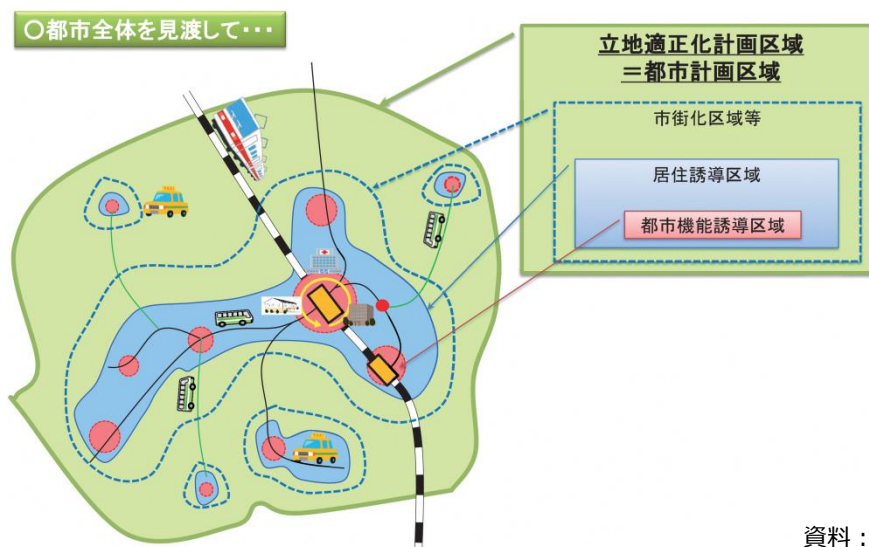 〇都市全体を見渡して・・・
立地適正化計画区域
＝都市計画区域
市街化区域等
居住誘導区域
都市機能誘導区域
資料：